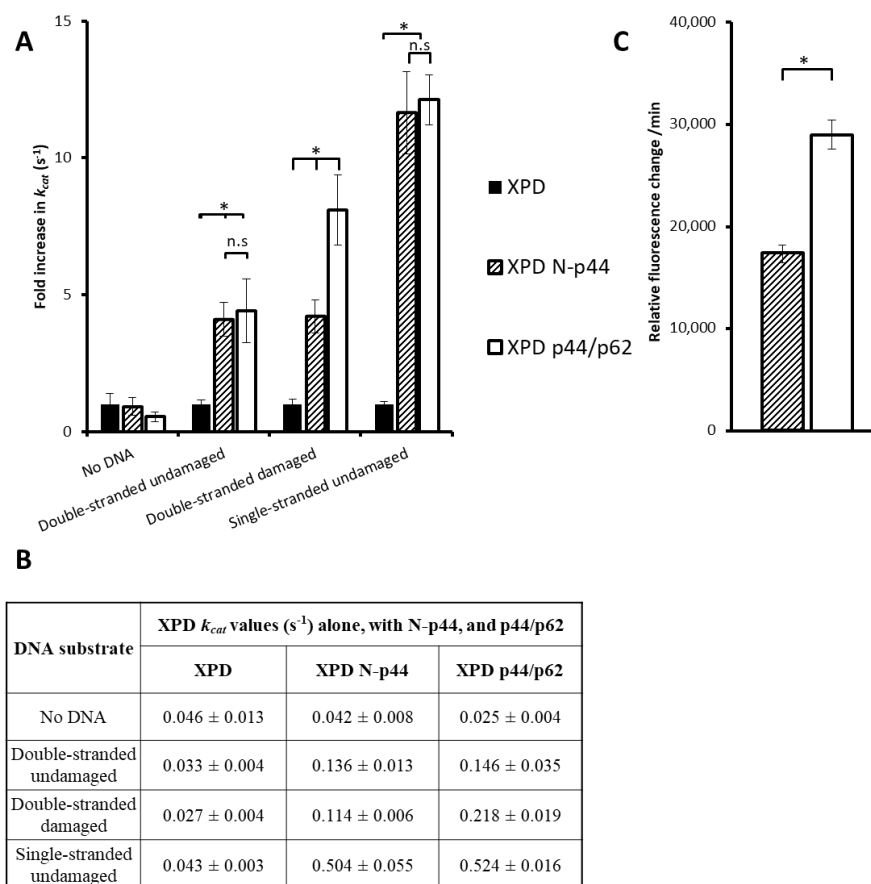 A
Fold increase in kcat (s-1)
15
10
5
0
*
n.s
*
*
n.s
No DNA
Double-stranded undamaged
Double-stranded damaged
Single-stranded undamaged
XPD
XPD N-p44
XPD p44/p62
C
Relative fluorescence change /min
40,000
30,000
20,000
10,000
0
*
B
DNA substrate
XPD kcat values (s-1) alone, with N-p44, and p44/p62
XPD XPD N-p44 XPD p44/p62
No DNA 0.046 ± 0.013 0.042 ± 0.008 0.025 ± 0.004
Double-stranded
undamaged 0.033 ± 0.004 0.136 ± 0.013 0.146 ± 0.035
Double-stranded
damaged 0.027 ± 0.004 0.114 ± 0.006 0.218 ± 0.019
Single-stranded
undamaged 0.043 ± 0.003 0.504 ± 0.055 0.524 ± 0.016